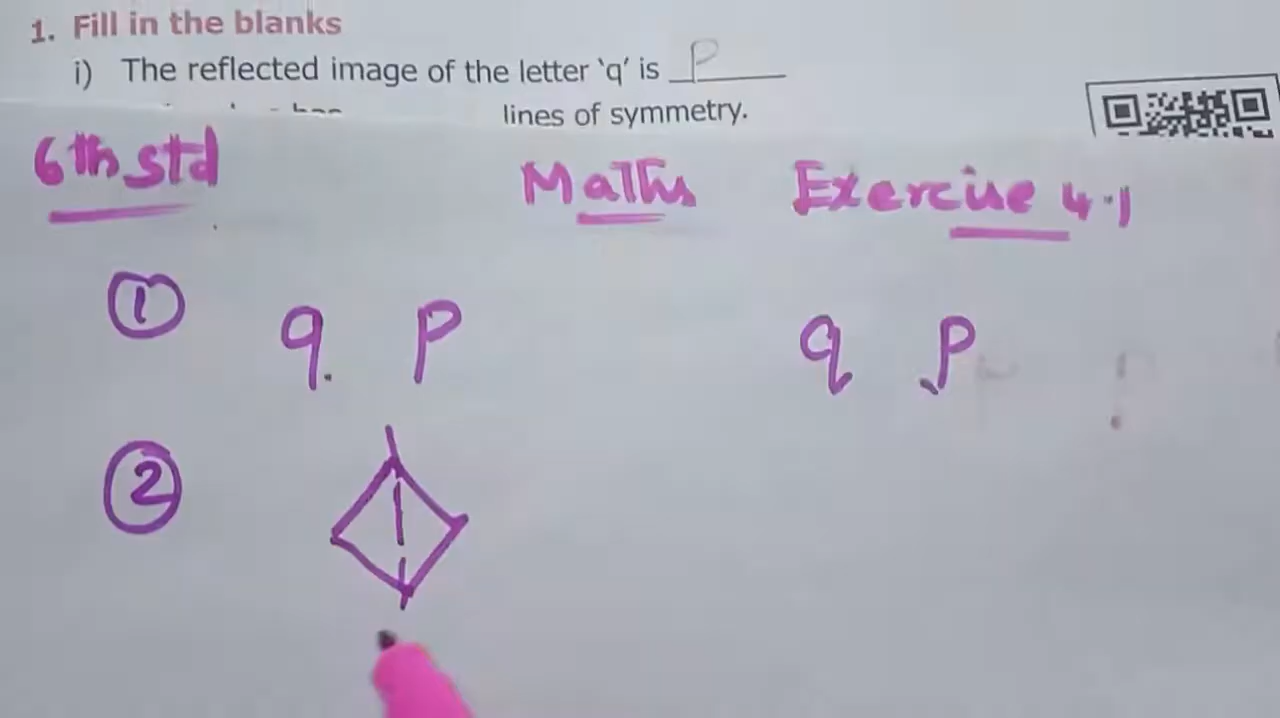 1. Fill in the blanks
i) The reflected image of the letter ‘q’ is P
lines of symmetry.
6th std Maths Exercise 4.1
1 q. p q p
2